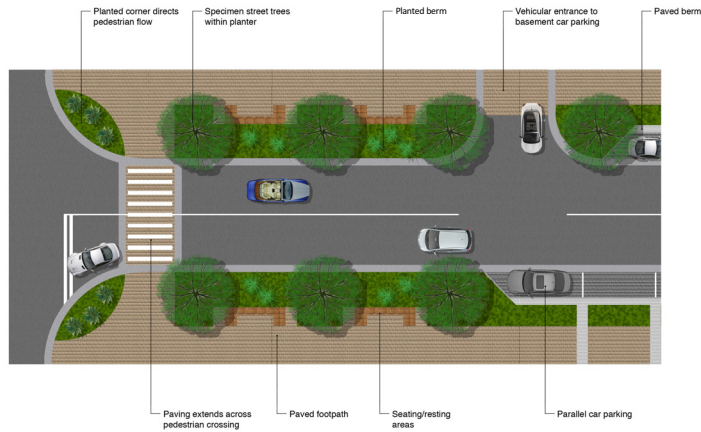 Planted corner directs
pedestrian flow
Specimen street trees
within planter
Planted berm
Vehicular entrance to
basement car parking
Paved berm
Paving extends across
pedestrian crossing
Paved footpath
Seating/resting
areas
Parallel car parking